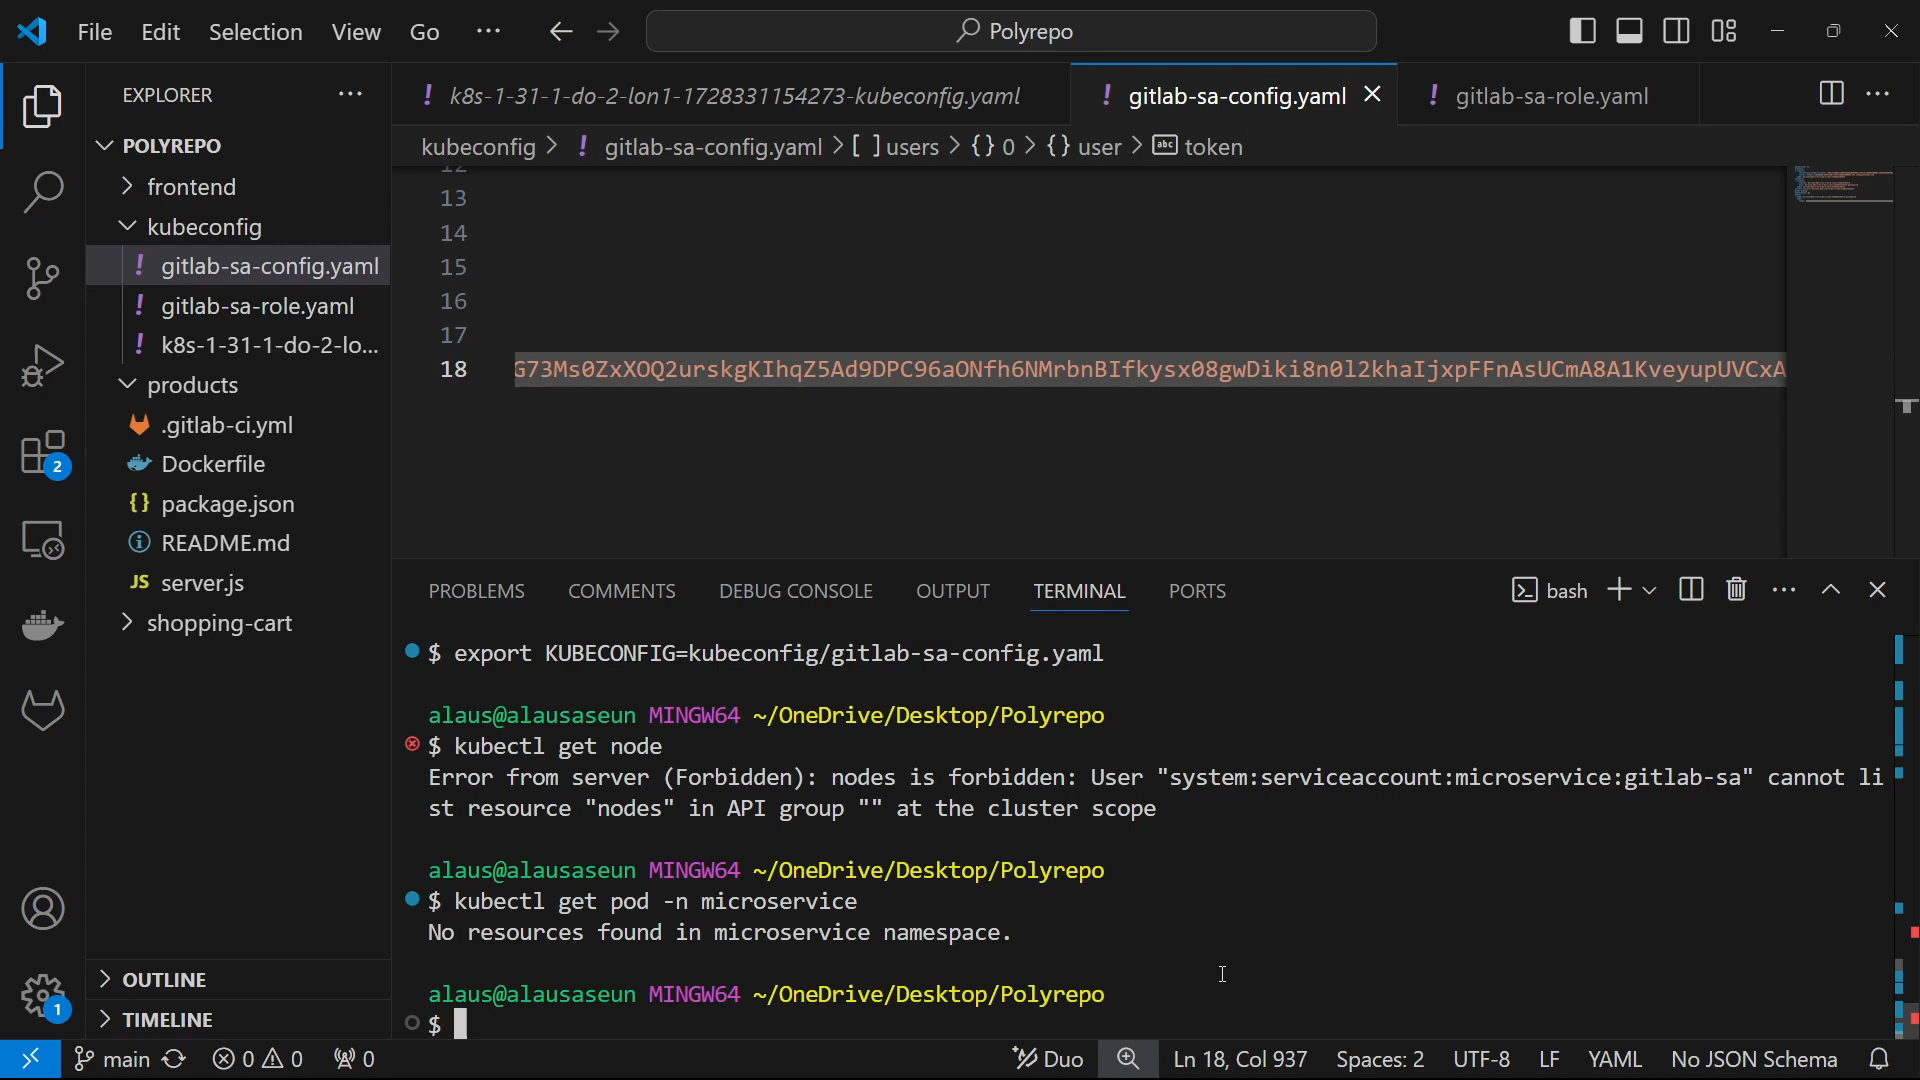 File Edit Selection View Go ··· Polyrepo
EXPLORER ···
POLYREPO
frontend
kubeconfig
! gitlab-sa-config.yaml
! gitlab-sa-role.yaml
! k8s-1-31-1-do-2-lo...
products
.gitlab-ci.yml
Dockerfile
{} package.json
README.md
JS server.js
shopping-cart
OUTLINE
TIMELINE
2
1
! k8s-1-31-1-do-2-lon1-1728331154273-kubeconfig.yaml ! gitlab-sa-config.yaml ! gitlab-sa-role.yaml
kubeconfig > ! gitlab-sa-config.yaml > [ ] users > {} 0 > {} user > abc token
12
13
14
15
16
17
18 G73Ms0ZxXOQ2urskgKIhqZ5Ad9DPC96aONfh6NMrbnBIfkysx08gwDiki8n0l2khaIjxpFFnAsUCmA8A1KveyupUVCxA
PROBLEMS COMMENTS DEBUG CONSOLE OUTPUT TERMINAL PORTS bash
$ export KUBECONFIG=kubeconfig/gitlab-sa-config.yaml
alaus@alausaseun MINGW64 ~/OneDrive/Desktop/Polyrepo
$ kubectl get node
Error from server (Forbidden): nodes is forbidden: User "system:serviceaccount:microservice:gitlab-sa" cannot li
st resource "nodes" in API group "" at the cluster scope
alaus@alausaseun MINGW64 ~/OneDrive/Desktop/Polyrepo
$ kubectl get pod -n microservice
No resources found in microservice namespace.
alaus@alausaseun MINGW64 ~/OneDrive/Desktop/Polyrepo
$
main 0 0 0 Duo Ln 18, Col 937 Spaces: 2 UTF-8 LF YAML No JSON Schema